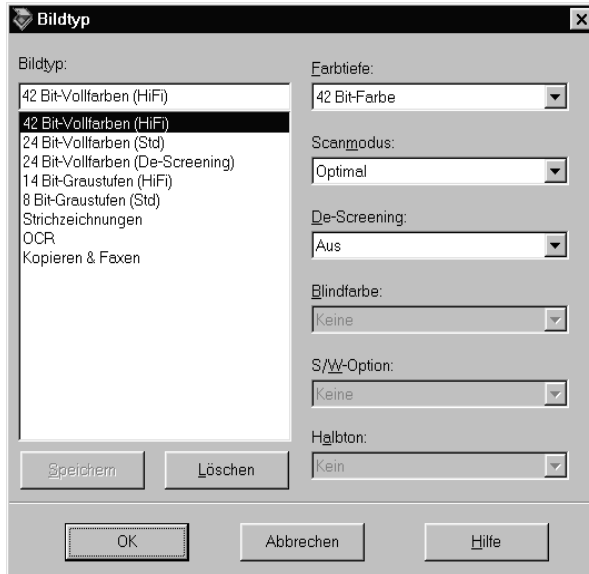 Bildtyp
Bildtyp:
42 Bit-Vollfarben (HiFi)
42 Bit-Vollfarben (HiFi)
24 Bit-Vollfarben (Std)
24 Bit-Vollfarben (De-Screening)
14 Bit-Graustufen (HiFi)
8 Bit-Graustufen (Std)
Strichzeichnungen
OCR
Kopieren & Faxen
Speichern
Löschen
Farbtiefe:
42 Bit-Farbe
Scanmodus:
Optimal
De-Screening:
Aus
Blindfarbe:
Keine
S/W-Option:
Keine
Halbton:
Kein
OK
Abbrechen
Hilfe